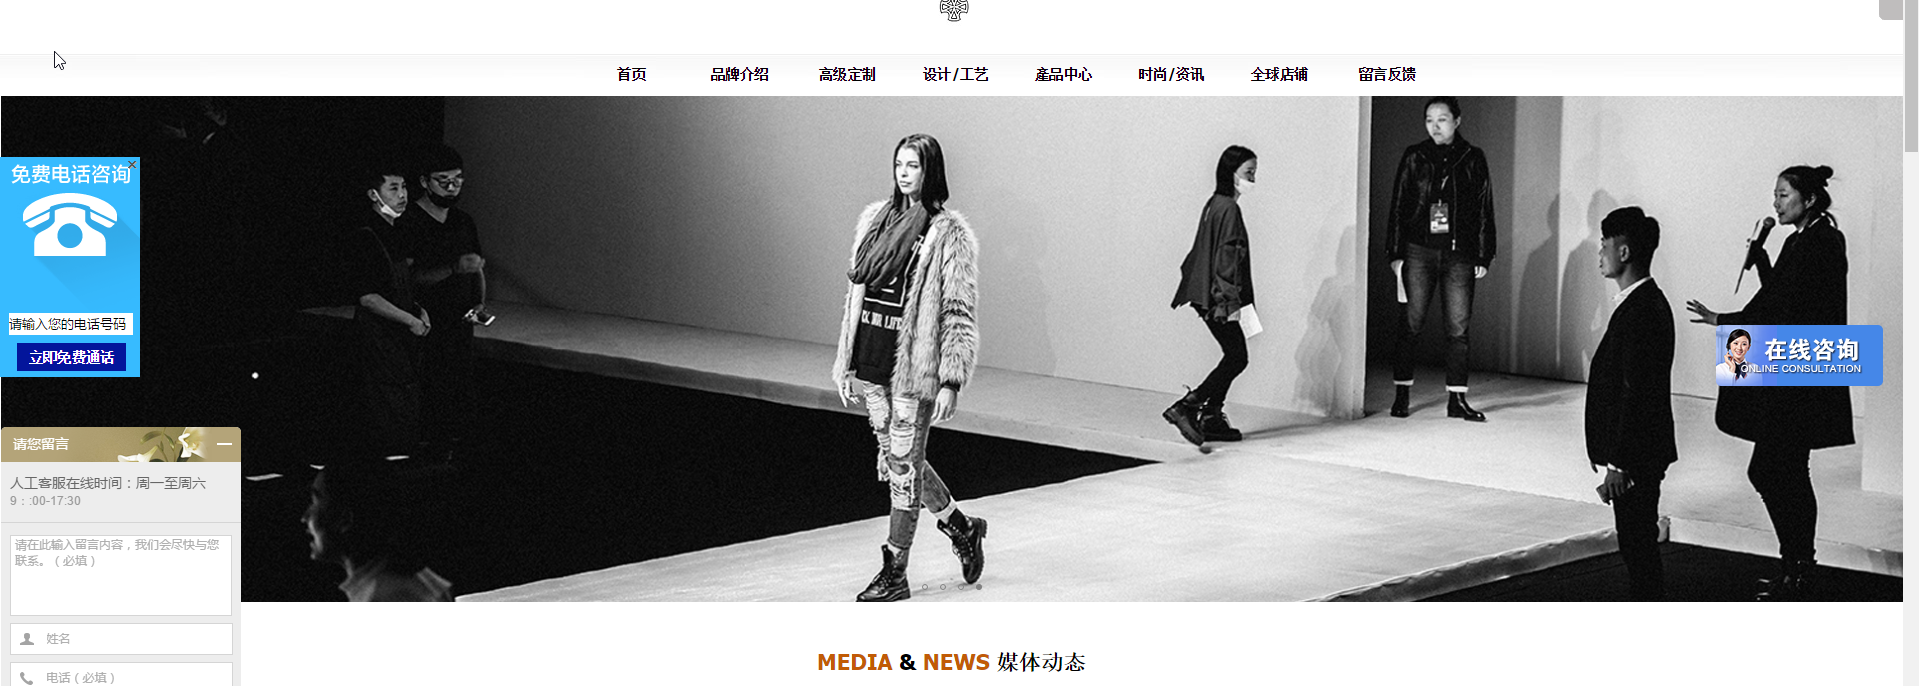 首页 品牌介绍 高级定制 设计/工艺 產品中心 时尚/资讯 全球店铺 留言反馈
免费电话咨询
请输入您的电话号码
立即免费通话
在线咨询
ONLINE CONSULTATION
请您留言
人工客服在线时间：周一至周六
9：:00-17:30
请在此输入留言内容，我们会尽快与您
联系。（必填）
姓名
电话（必填）
MEDIA & NEWS 媒体动态